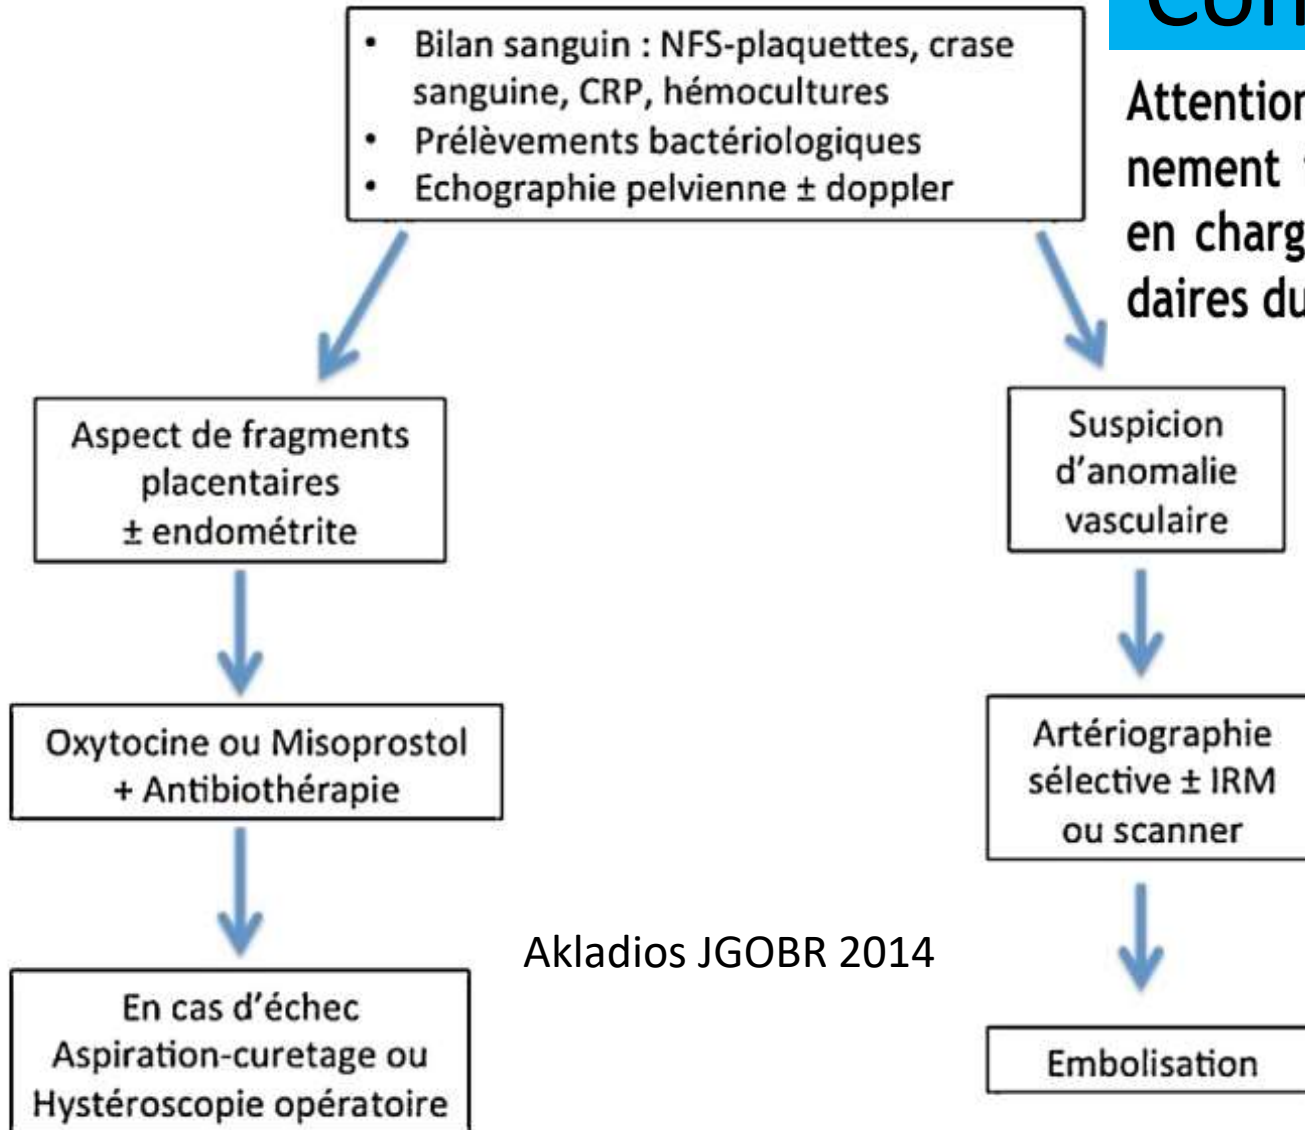 • Bilan sanguin : NFS-plaquettes, crase
sanguine, CRP, hémocultures
• Prélèvements bactériologiques
• Echographie pelvienne ± doppler
Attention
nement
en charg
daires du
Aspect de fragments
placentaires
± endométrite
Suspicion
d'anomalie
vasculaire
Oxytocine ou Misoprostol
+ Antibiothérapie
Artériographie
sélective ± IRM
ou scanner
Akladios JGOBR 2014
En cas d'échec
Aspiration-curetage ou
Hystéroscopie opératoire
Embolisation